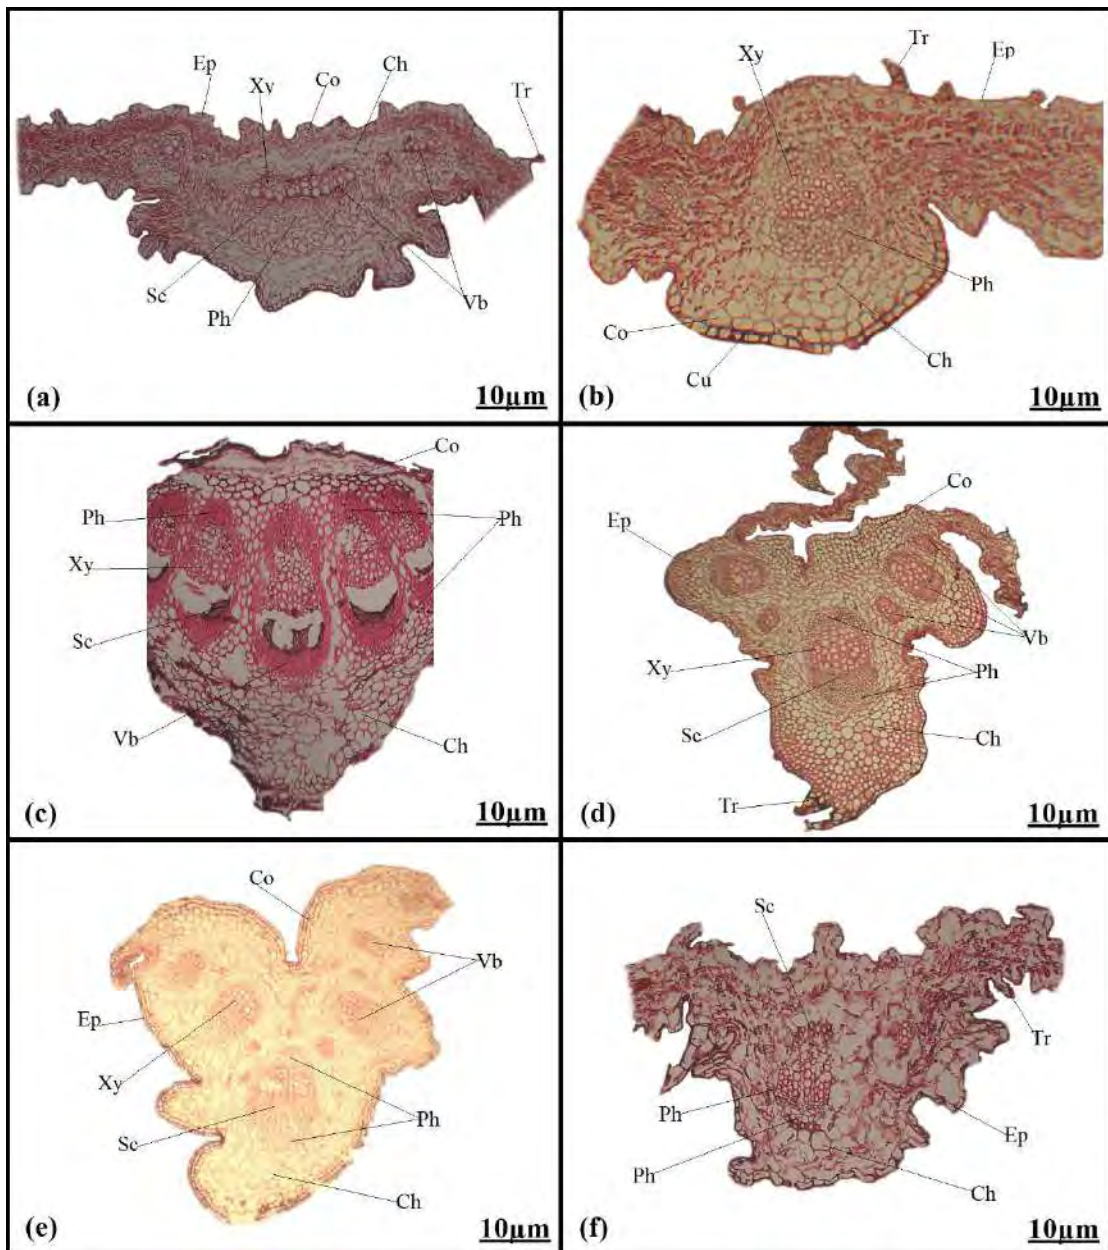 Ep
Xy
Co
Ch
Tr
Sc
Ph
Vb
(a)
10μm
Xy
Tr
Ep
Ph
Co
Cu
Ch
(b)
10μm
Co
Ph
Ph
Xy
Sc
Vb
Ch
(c)
10μm
Co
Ep
Vb
Xy
Ph
Sc
Ch
Tr
(d)
10μm
Co
Vb
Ep
Xy
Sc
Ph
Ch
(e)
10μm
Sc
Tr
Ph
Ep
Ph
Ch
(f)
10μm